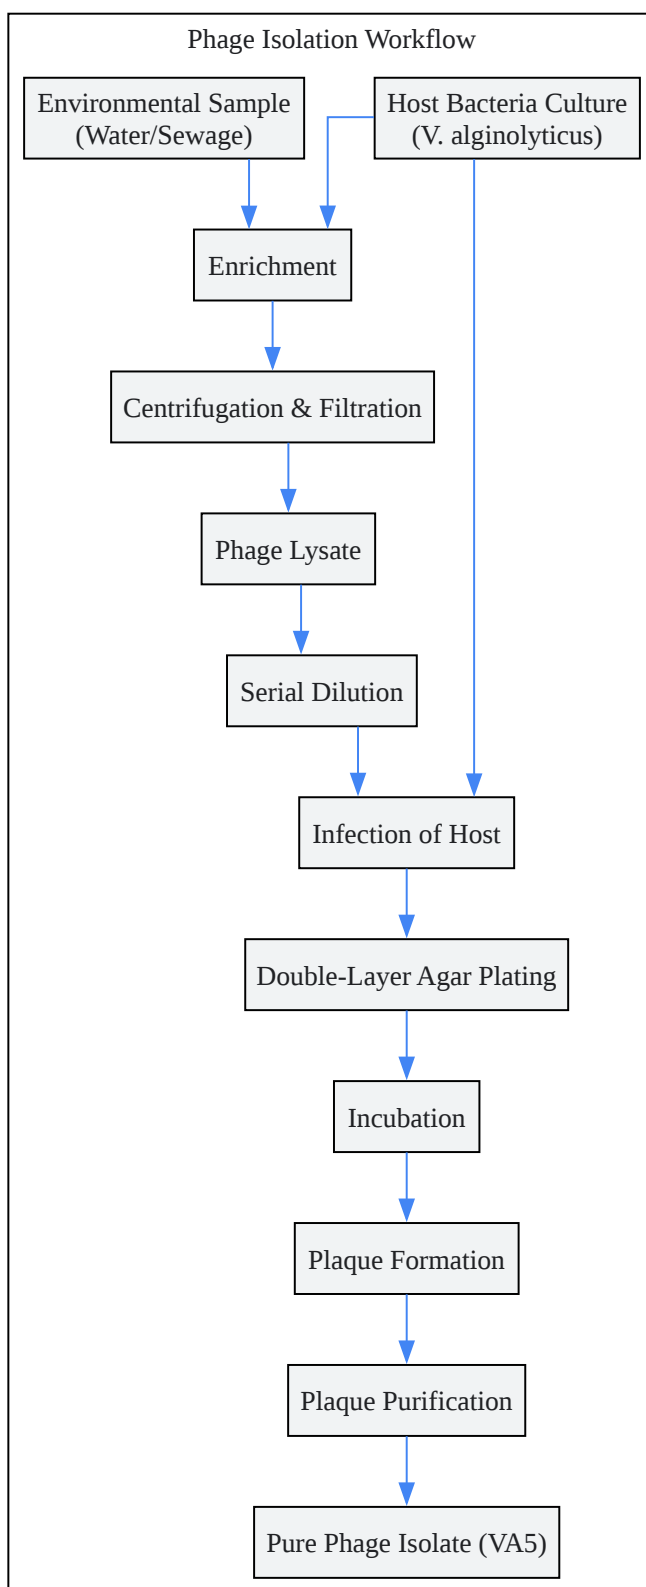 Phage Isolation Workflow
Environmental Sample
(Water/Sewage)
Host Bacteria Culture
(V. alginolyticus)
Enrichment
Centrifugation & Filtration
Phage Lysate
Serial Dilution
Infection of Host
Double-Layer Agar Plating
Incubation
Plaque Formation
Plaque Purification
Pure Phage Isolate (VA5)